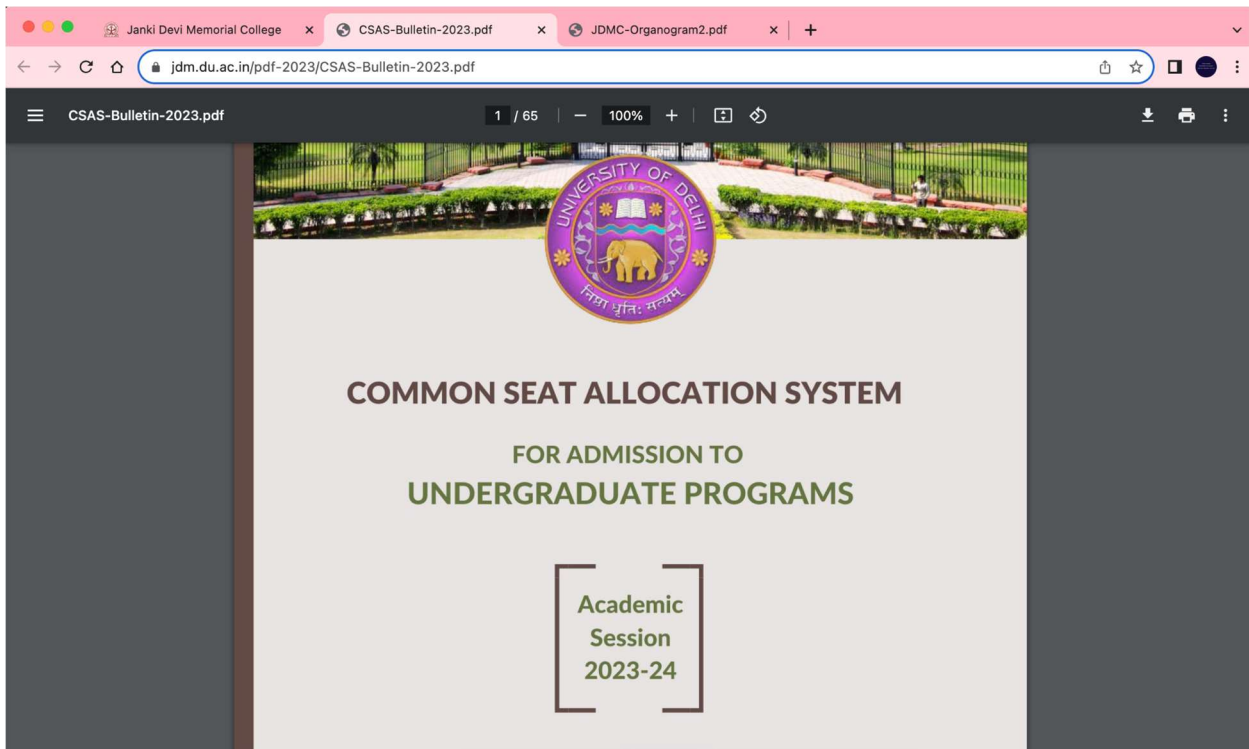 Janki Devi Memorial College
CSAS-Bulletin-2023.pdf
JDMC-Organogram2.pdf
jdm.du.ac.in/pdf-2023/CSAS-Bulletin-2023.pdf
CSAS-Bulletin-2023.pdf
1 / 65
100%
UNIVERSITY OF DELHI
निष्ठा धृति: सत्यम्
COMMON SEAT ALLOCATION SYSTEM
FOR ADMISSION TO
UNDERGRADUATE PROGRAMS
Academic
Session
2023-24